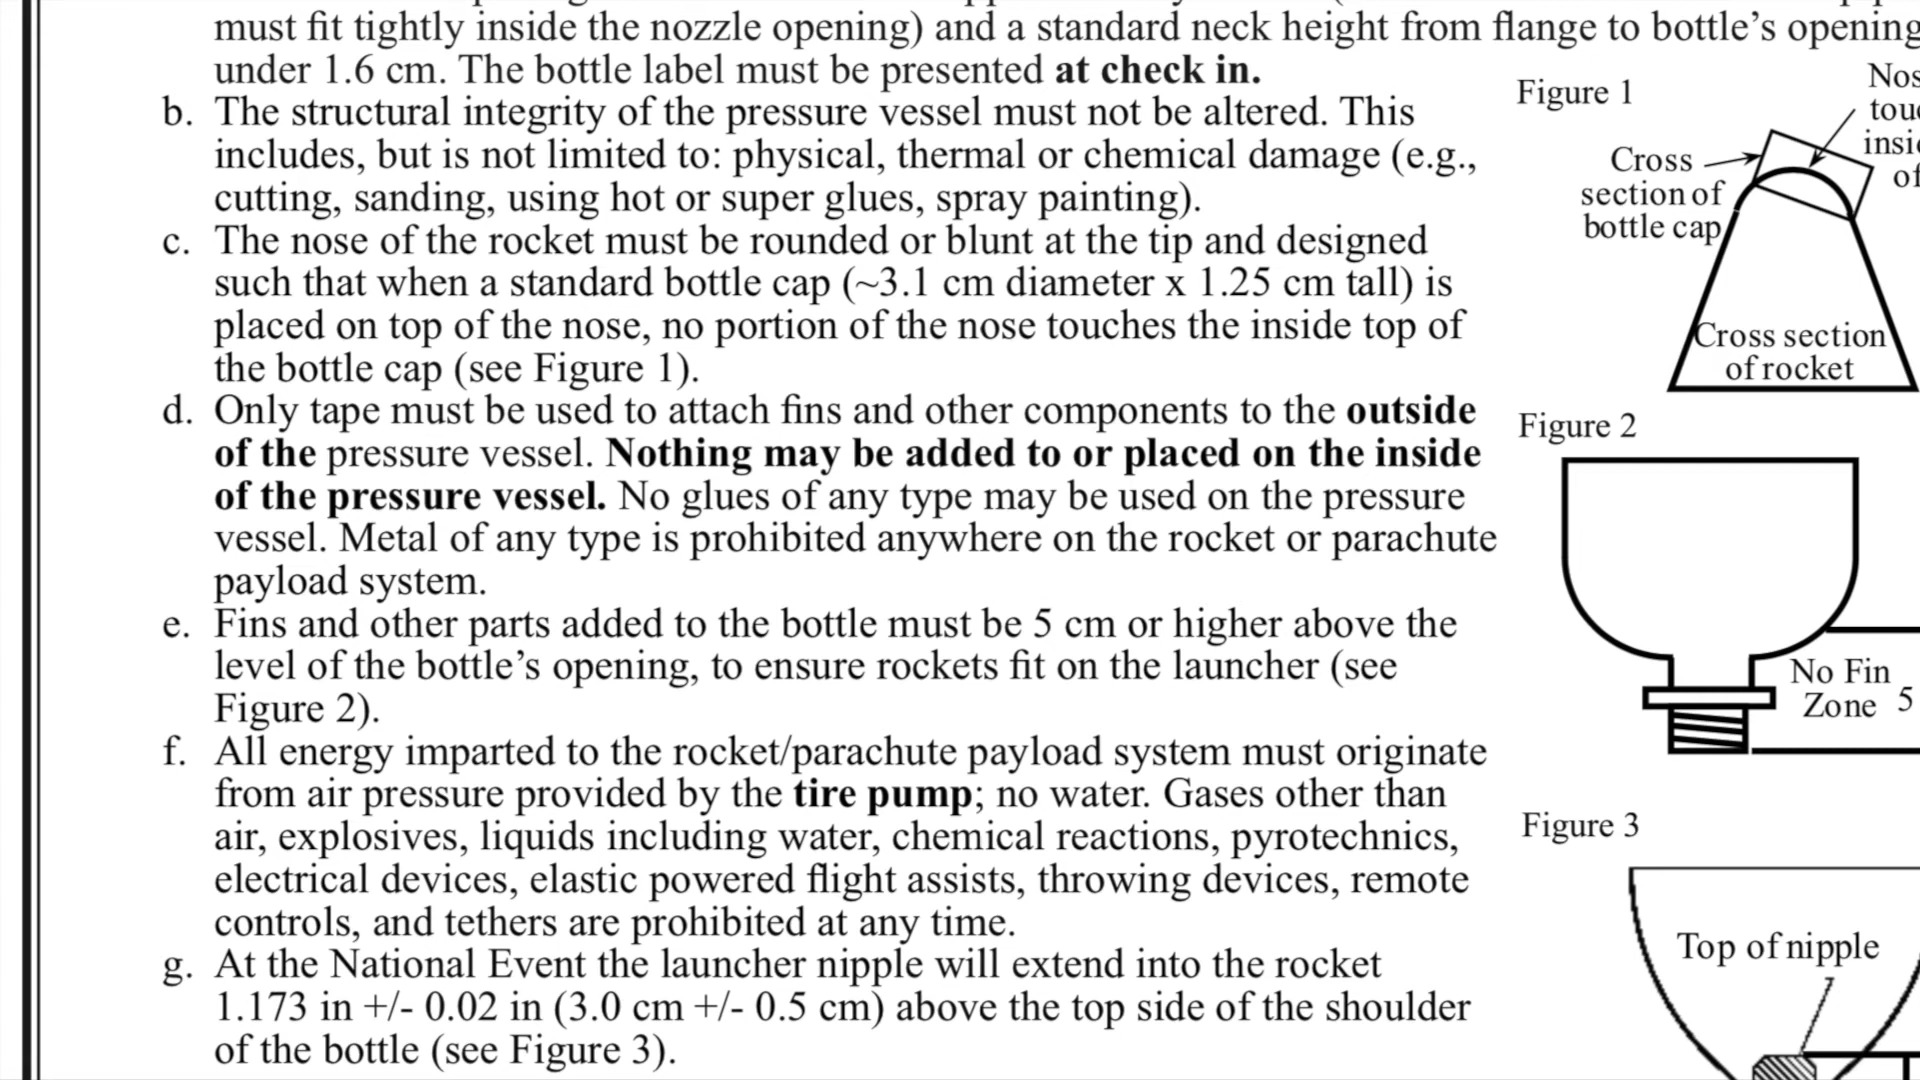 must fit tightly inside the nozzle opening) and a standard neck height from flange to bottle’s opening
under 1.6 cm. The bottle label must be presented at check in.
b. The structural integrity of the pressure vessel must not be altered. This
includes, but is not limited to: physical, thermal or chemical damage (e.g.,
cutting, sanding, using hot or super glues, spray painting).
c. The nose of the rocket must be rounded or blunt at the tip and designed
such that when a standard bottle cap (~3.1 cm diameter x 1.25 cm tall) is
placed on top of the nose, no portion of the nose touches the inside top of
the bottle cap (see Figure 1).
d. Only tape must be used to attach fins and other components to the outside
of the pressure vessel. Nothing may be added to or placed on the inside
of the pressure vessel. No glues of any type may be used on the pressure
vessel. Metal of any type is prohibited anywhere on the rocket or parachute
payload system.
e. Fins and other parts added to the bottle must be 5 cm or higher above the
level of the bottle’s opening, to ensure rockets fit on the launcher (see
Figure 2).
f. All energy imparted to the rocket/parachute payload system must originate
from air pressure provided by the tire pump; no water. Gases other than
air, explosives, liquids including water, chemical reactions, pyrotechnics,
electrical devices, elastic powered flight assists, throwing devices, remote
controls, and tethers are prohibited at any time.
g. At the National Event the launcher nipple will extend into the rocket
1.173 in +/- 0.02 in (3.0 cm +/- 0.5 cm) above the top side of the shoulder
of the bottle (see Figure 3).
Figure 1
Cross
section of
bottle cap
Cross section
of rocket
Figure 2
No Fin
Zone 5
Figure 3
Top of nipple